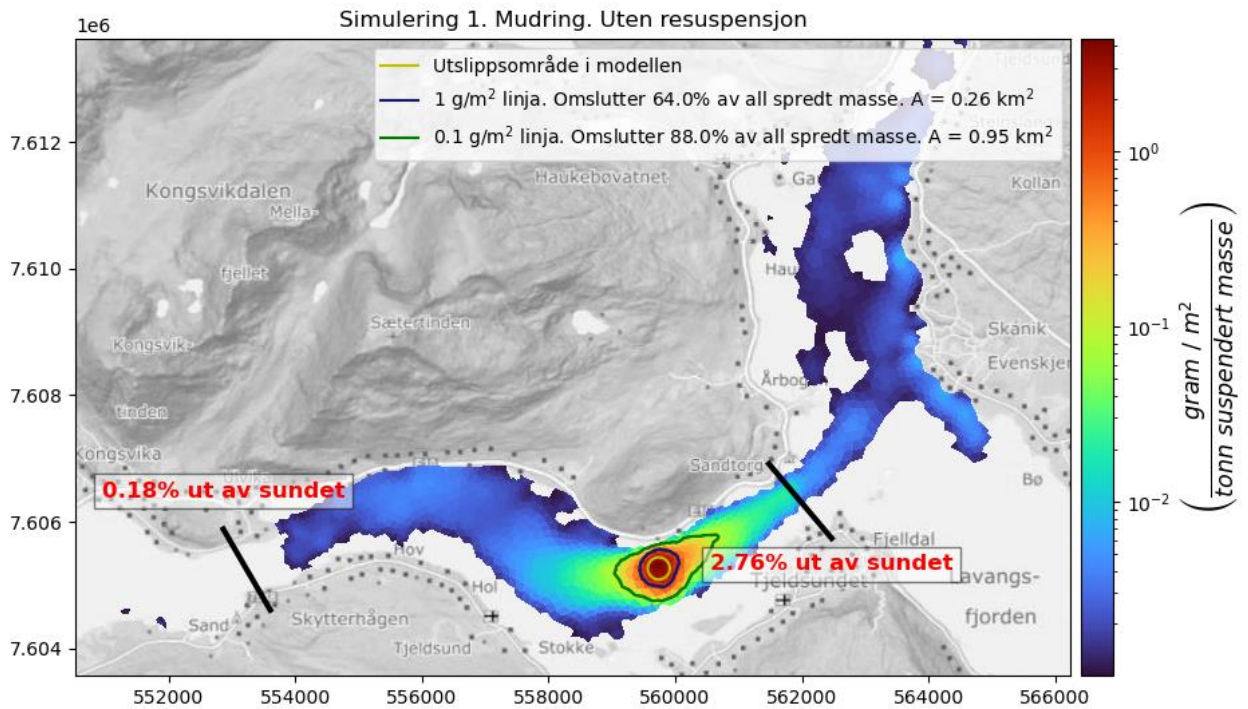 Simulering 1. Mudring. Uten resuspensjon
1e6
Utslippsområde i modellen
1 g/m² linja. Omslutter 64.0% av all spredt masse. A = 0.26 km²
0.1 g/m² linja. Omslutter 88.0% av all spredt masse. A = 0.95 km²
7.612
7.610
7.608
7.606
7.604
552000
554000
556000
558000
560000
562000
564000
566000
10⁰
10⁻¹
10⁻²
gram / m²
tonn suspendert masse
Kongsvikdalen
Mella-
fjellet
Haukebøvatnet
Kollan
Sætertinden
Kongsvik-
tinden
Skånik
Evenskjer
Kongsvika
Sandtorg
Bø
0.18% ut av sundet
2.76% ut av sundet
Fjelldal
Tjeldsundet
Lavangs-
fjorden
Hov
Hol
Sand
Skytterhågen
Tjeldsund
Stokke